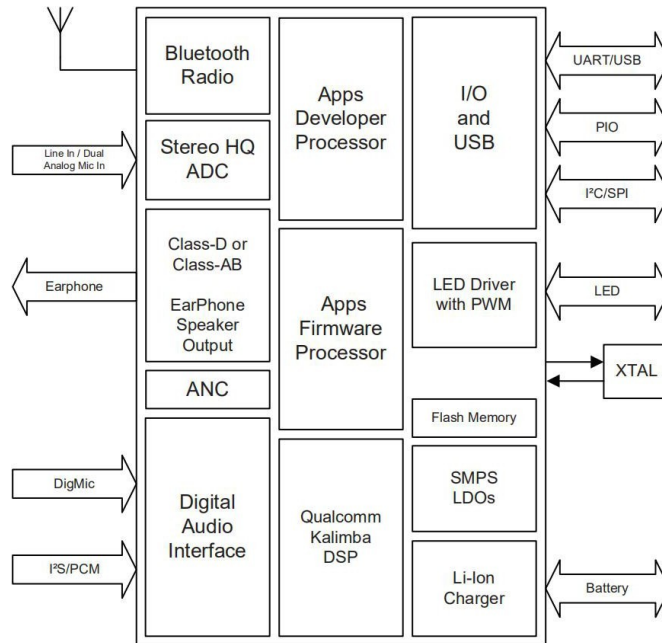 Bluetooth
Radio
Stereo HQ
ADC
Class-D or
Class-AB
EarPhone
Speaker
Output
ANC
Digital
Audio
Interface
Apps
Developer
Processor
Apps
Firmware
Processor
Qualcomm
Kalimba
DSP
I/O
and
USB
LED Driver
with PWM
Flash Memory
SMPS
LDOs
Li-Ion
Charger
Line In / Dual
Analog Mic In
Earphone
DigMic
I²S/PCM
UART/USB
PIO
I²C/SPI
LED
XTAL
Battery